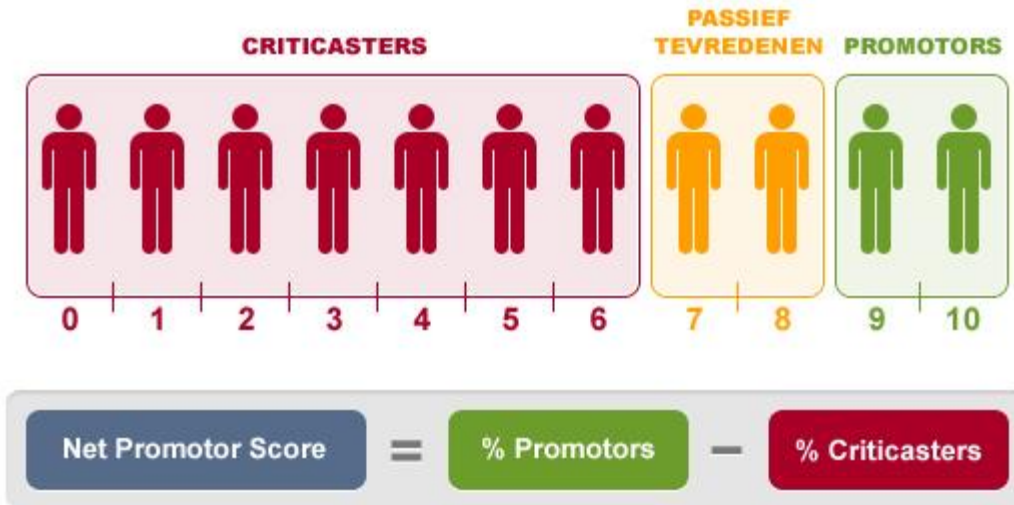 PASSIEF
CRITICASTERS TEVREDENEN PROMOTORS
0 1 2 3 4 5 6 7 8 9 10
Net Promotor Score = % Promotors − % Criticasters